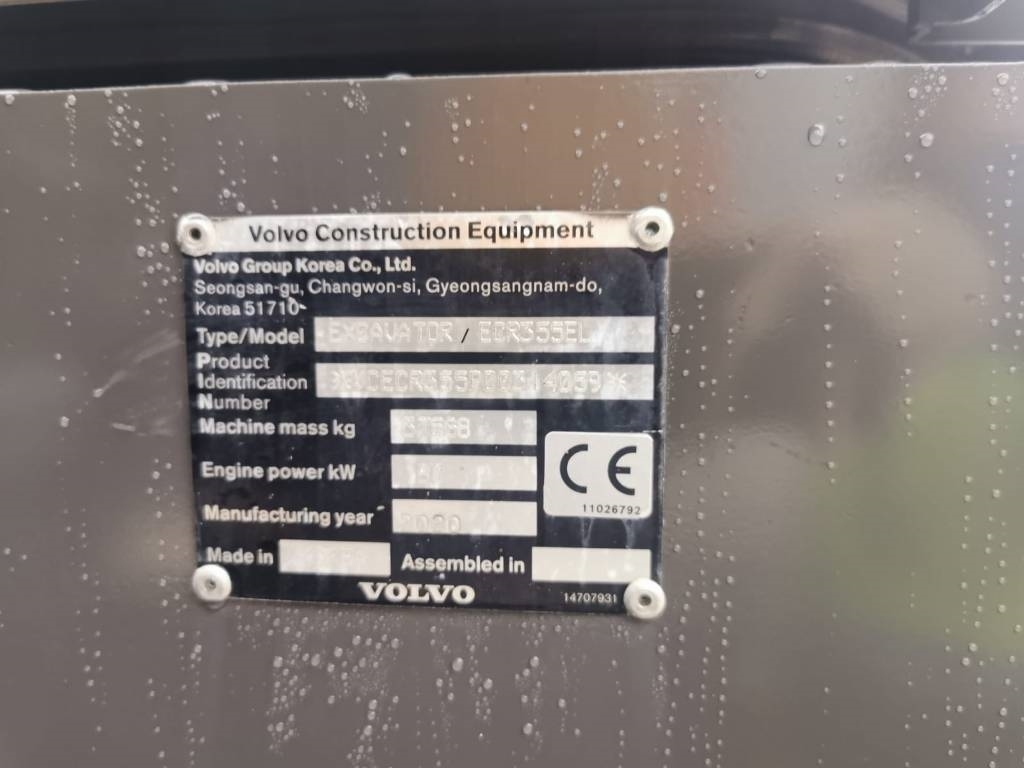 Volvo Construction Equipment
Volvo Group Korea Co., Ltd.
Seongsan-gu, Changwon-si, Gyeongsangnam-do,
Korea 51710
Type/Model EXCAVATOR / ECR355EL
Product
Identification
Number
Machine mass kg
Engine power kW
CE
11026792
Manufacturing year 2020
Made in
Assembled in
VOLVO
14707931